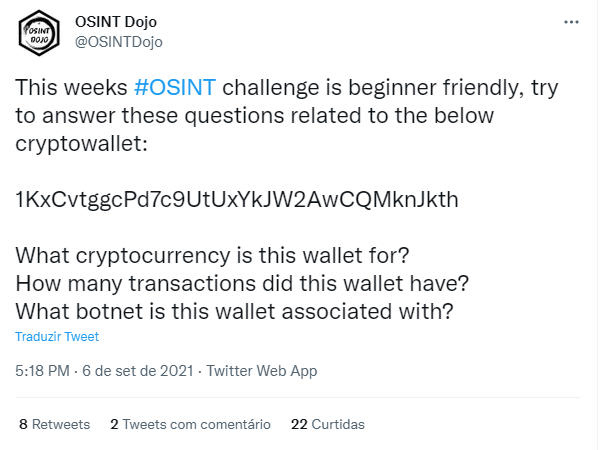 OSINT DOJO
OSINT Dojo
@OSINTDojo
This weeks #OSINT challenge is beginner friendly, try
to answer these questions related to the below
cryptowallet:
1KxCvtggcPd7c9UtUxYkJW2AwCQMknJkth
What cryptocurrency is this wallet for?
How many transactions did this wallet have?
What botnet is this wallet associated with?
Traduzir Tweet
5:18 PM · 6 de set de 2021 · Twitter Web App
8 Retweets 2 Tweets com comentário 22 Curtidas